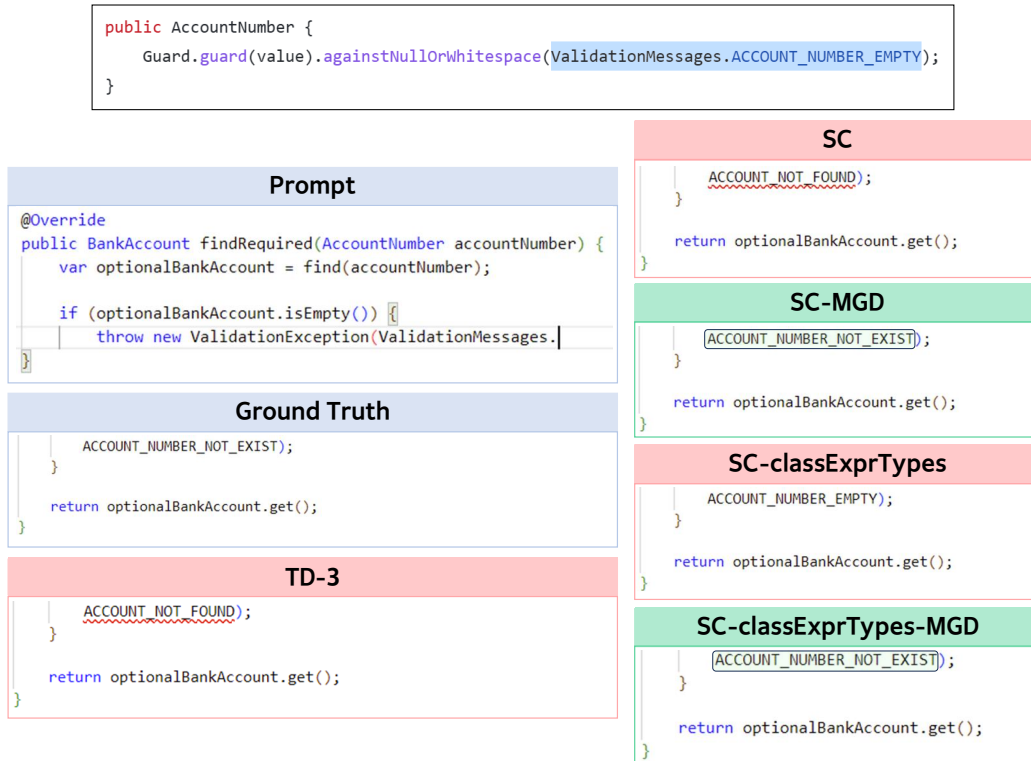 public AccountNumber {
Guard.guard(value).againstNullOrWhitespace(ValidationMessages.ACCOUNT_NUMBER_EMPTY);
}
Prompt
@Override
public BankAccount findRequired(AccountNumber accountNumber) {
var optionalBankAccount = find(accountNumber);
if (optionalBankAccount.isEmpty()) {
throw new ValidationException(ValidationMessages.
}
Ground Truth
ACCOUNT_NUMBER_NOT_EXIST);
}
return optionalBankAccount.get();
}
TD-3
ACCOUNT_NOT_FOUND);
}
return optionalBankAccount.get();
}
SC
ACCOUNT_NOT_FOUND);
}
return optionalBankAccount.get();
}
SC-MGD
ACCOUNT_NUMBER_NOT_EXIST);
}
return optionalBankAccount.get();
}
SC-classExprTypes
ACCOUNT_NUMBER_EMPTY);
}
return optionalBankAccount.get();
}
SC-classExprTypes-MGD
ACCOUNT_NUMBER_NOT_EXIST);
}
return optionalBankAccount.get();
}